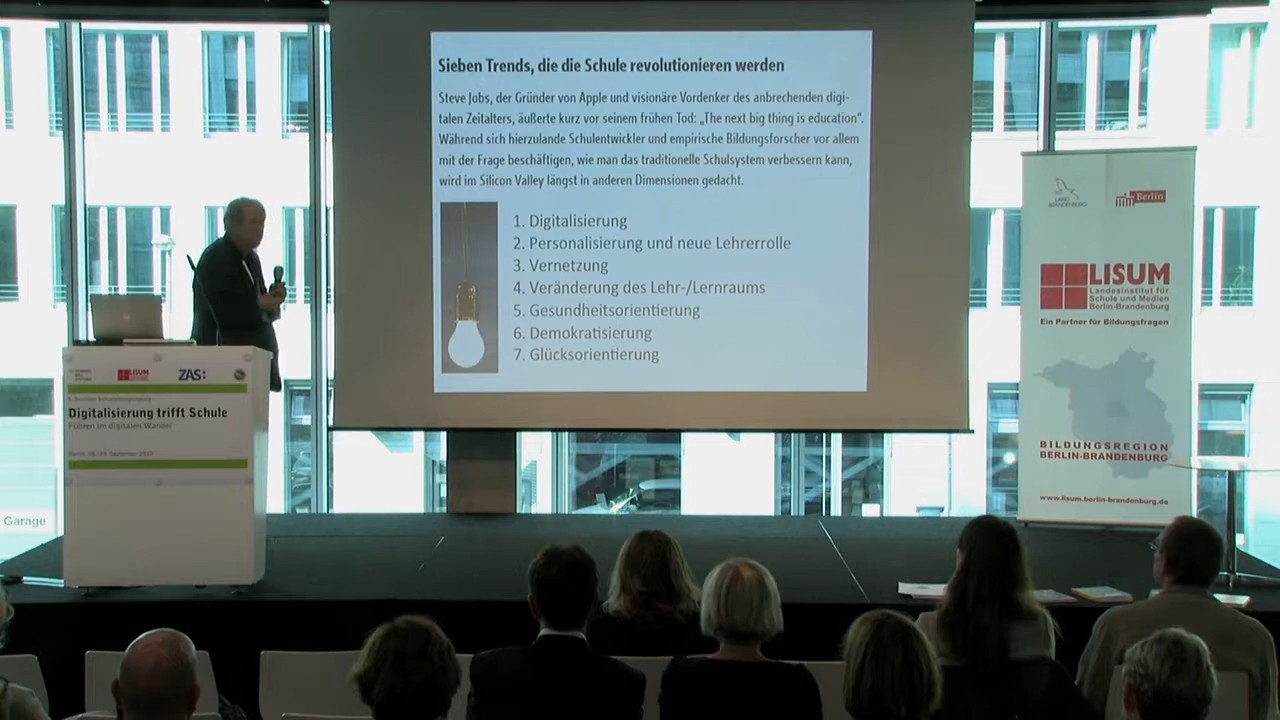 Sieben Trends, die die Schule revolutionieren werden
Steve Jobs, der Gründer von Apple und visionäre Vordenker des anbrechenden digi-
talen Zeitalters, äußerte kurz vor seinem frühen Tod: „The next big thing is education“.
Während sich hierzulande Schulentwickler und empirische Bildungsforscher vor allem
mit der Frage beschäftigen, wie man das traditionelle Schulsystem verbessern kann,
wird im Silicon Valley längst in anderen Dimensionen gedacht.
1. Digitalisierung
2. Personalisierung und neue Lehrerrolle
3. Vernetzung
4. Veränderung des Lehr-/Lernraums
5. Gesundheitsorientierung
6. Demokratisierung
7. Glücksorientierung
LISUM
ZAS:
Digitalisierung trifft Schule
Führen im digitalen Wandel
Garage
LAND
BRANDENBURG
Berlin
LISUM
Landesinstitut für
Schule und Medien
Berlin-Brandenburg
Ein Partner für Bildungsfragen
BILDUNGSREGION
BERLIN-BRANDENBURG
www.lisum.berlin-brandenburg.de